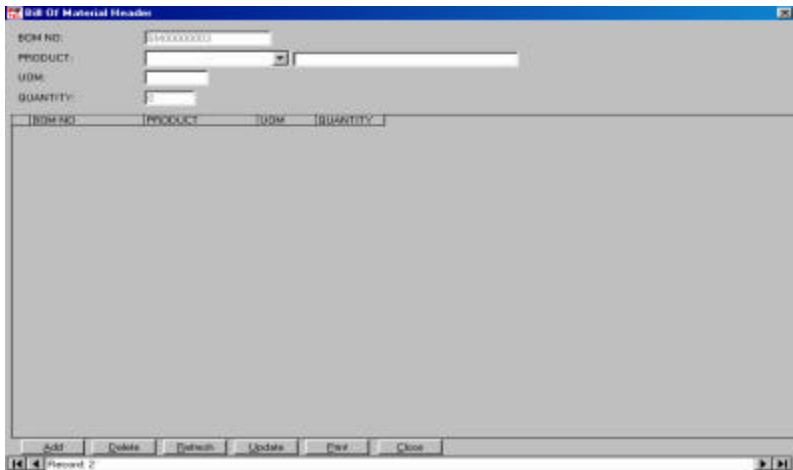 Bill Of Material Header
BOM NO:
PRODUCT:
UOM:
QUANTITY:
BOM NO PRODUCT UOM QUANTITY
Add Delete Refresh Update Print Close
Record: 2